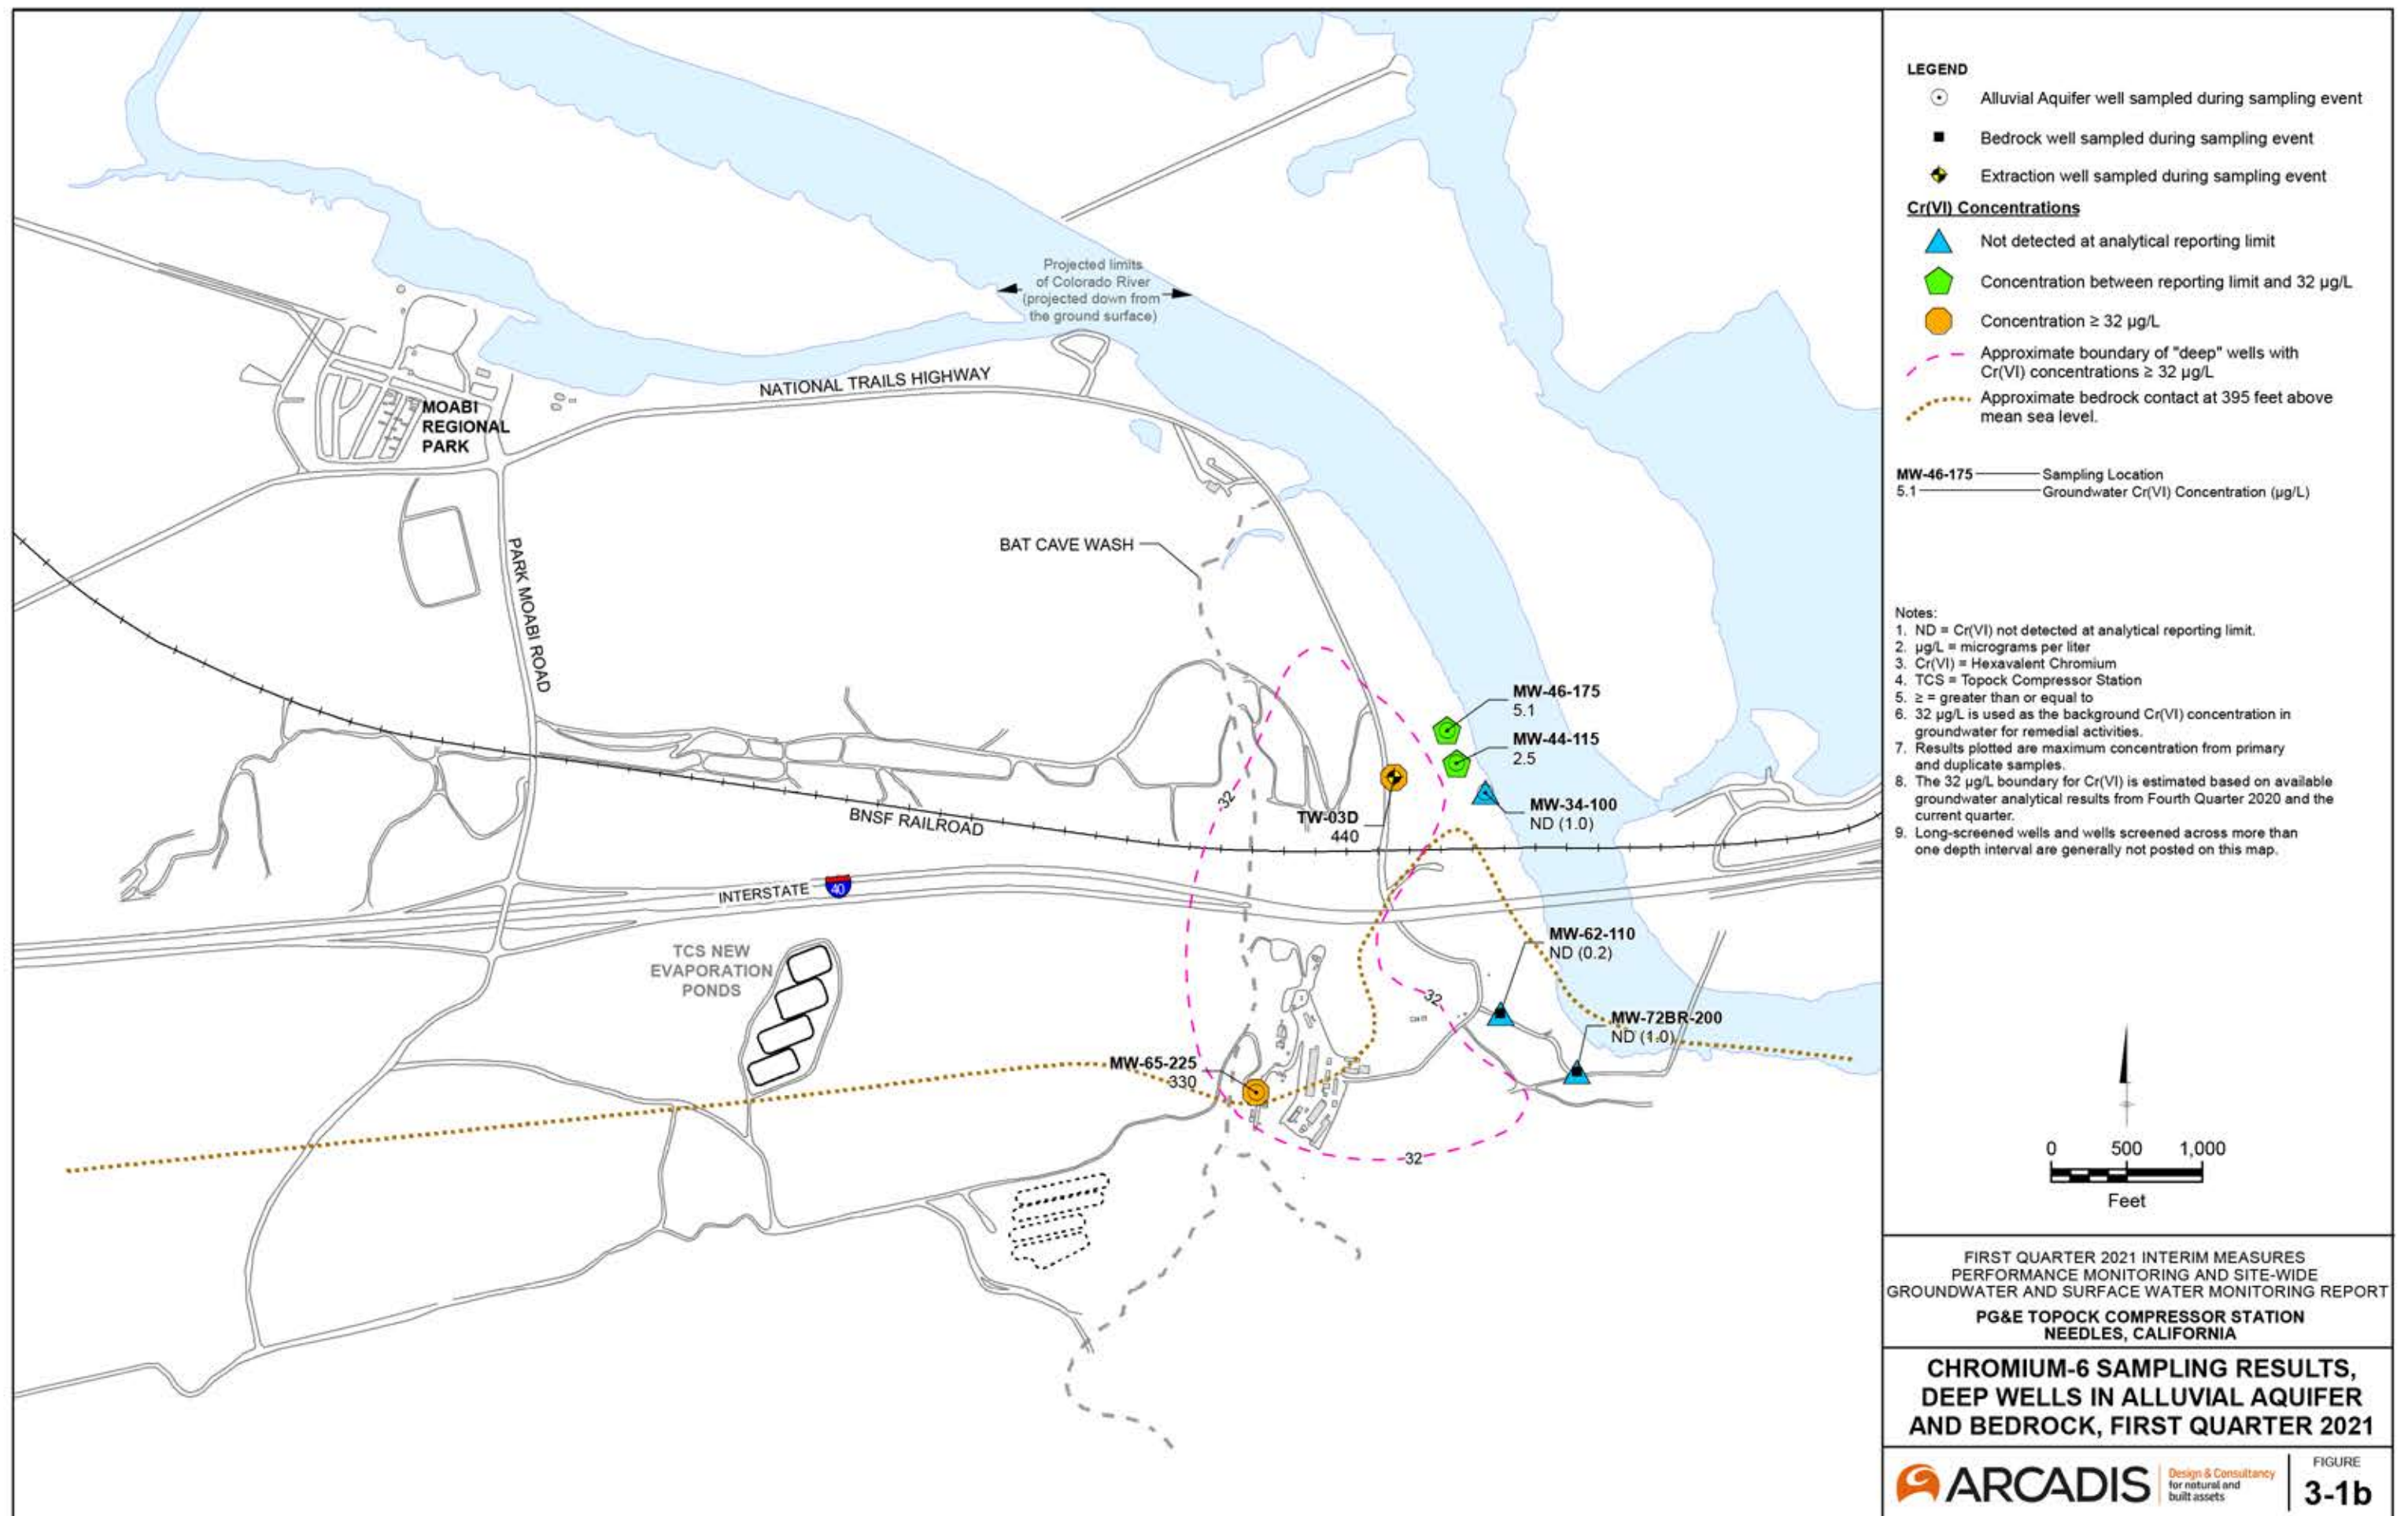 Projected limits
of Colorado River
(projected down from
the ground surface)
NATIONAL TRAILS HIGHWAY
MOABI
REGIONAL
PARK
PARK MOABI ROAD
BAT CAVE WASH
MW-46-175
5.1
MW-44-115
2.5
MW-34-100
ND (1.0)
TW-03D
440
32
BNSF RAILROAD
INTERSTATE 40
TCS NEW
EVAPORATION
PONDS
MW-62-110
ND (0.2)
32
MW-72BR-200
ND (1.0)
MW-65-225
330
32
LEGEND
Alluvial Aquifer well sampled during sampling event
Bedrock well sampled during sampling event
Extraction well sampled during sampling event
Cr(VI) Concentrations
Not detected at analytical reporting limit
Concentration between reporting limit and 32 µg/L
Concentration ≥ 32 µg/L
Approximate boundary of "deep" wells with
Cr(VI) concentrations ≥ 32 µg/L
Approximate bedrock contact at 395 feet above
mean sea level.
MW-46-175 Sampling Location
5.1 Groundwater Cr(VI) Concentration (µg/L)
Notes:
1. ND = Cr(VI) not detected at analytical reporting limit.
2. µg/L = micrograms per liter
3. Cr(VI) = Hexavalent Chromium
4. TCS = Topock Compressor Station
5. ≥ = greater than or equal to
6. 32 µg/L is used as the background Cr(VI) concentration in
groundwater for remedial activities.
7. Results plotted are maximum concentration from primary
and duplicate samples.
8. The 32 µg/L boundary for Cr(VI) is estimated based on available
groundwater analytical results from Fourth Quarter 2020 and the
current quarter.
9. Long-screened wells and wells screened across more than
one depth interval are generally not posted on this map.
0 500 1,000
Feet
FIRST QUARTER 2021 INTERIM MEASURES
PERFORMANCE MONITORING AND SITE-WIDE
GROUNDWATER AND SURFACE WATER MONITORING REPORT
PG&E TOPOCK COMPRESSOR STATION
NEEDLES, CALIFORNIA
CHROMIUM-6 SAMPLING RESULTS,
DEEP WELLS IN ALLUVIAL AQUIFER
AND BEDROCK, FIRST QUARTER 2021
ARCADIS
Design & Consultancy
for natural and
built assets
FIGURE
3-1b